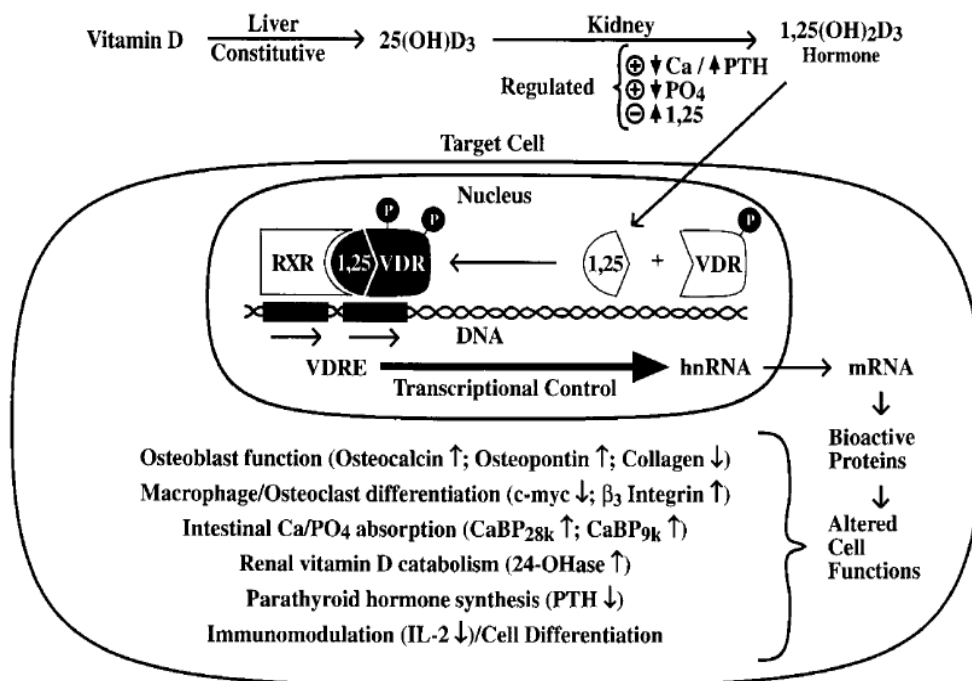 Vitamin D
Liver
Constitutive
25(OH)D3
Kidney
1,25(OH)2D3
Hormone
Regulated
⊕ ↓ Ca / ↑ PTH
⊕ ↓ PO4
⊖ ↑ 1,25
Target Cell
Nucleus
P
P
P
RXR
1,25
VDR
1,25
+
VDR
DNA
VDRE
Transcriptional Control
hnRNA
mRNA
Bioactive
Proteins
Altered
Cell
Functions
Osteoblast function (Osteocalcin ↑; Osteopontin ↑; Collagen ↓)
Macrophage/Osteoclast differentiation (c-myc ↓; β3 Integrin ↑)
Intestinal Ca/PO4 absorption (CaBP28k ↑; CaBP9k ↑)
Renal vitamin D catabolism (24-OHase ↑)
Parathyroid hormone synthesis (PTH ↓)
Immunomodulation (IL-2 ↓)/Cell Differentiation